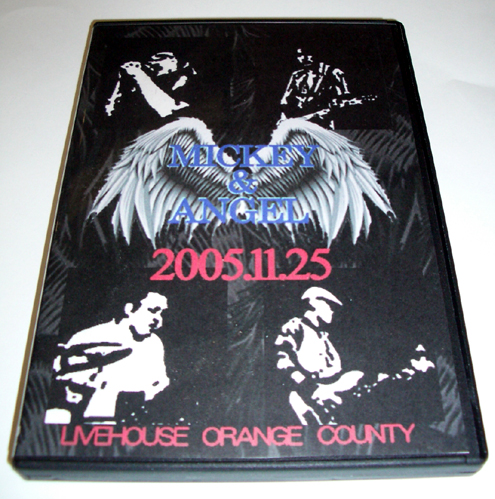 MICKEY
&
ANGEL
2005.11.25
LIVEHOUSE ORANGE COUNTY